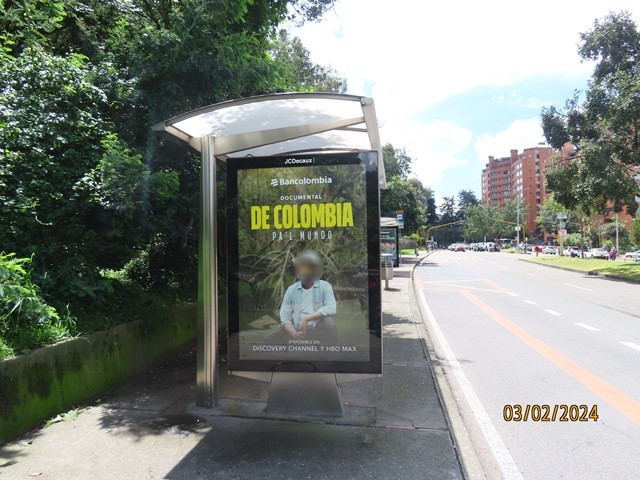 JCDecaux
Bancolombia
DOCUMENTAL
DE COLOMBIA
PA'L MUNDO
DISPONIBLE EN
DISCOVERY CHANNEL Y HBO MAX
03/02/2024